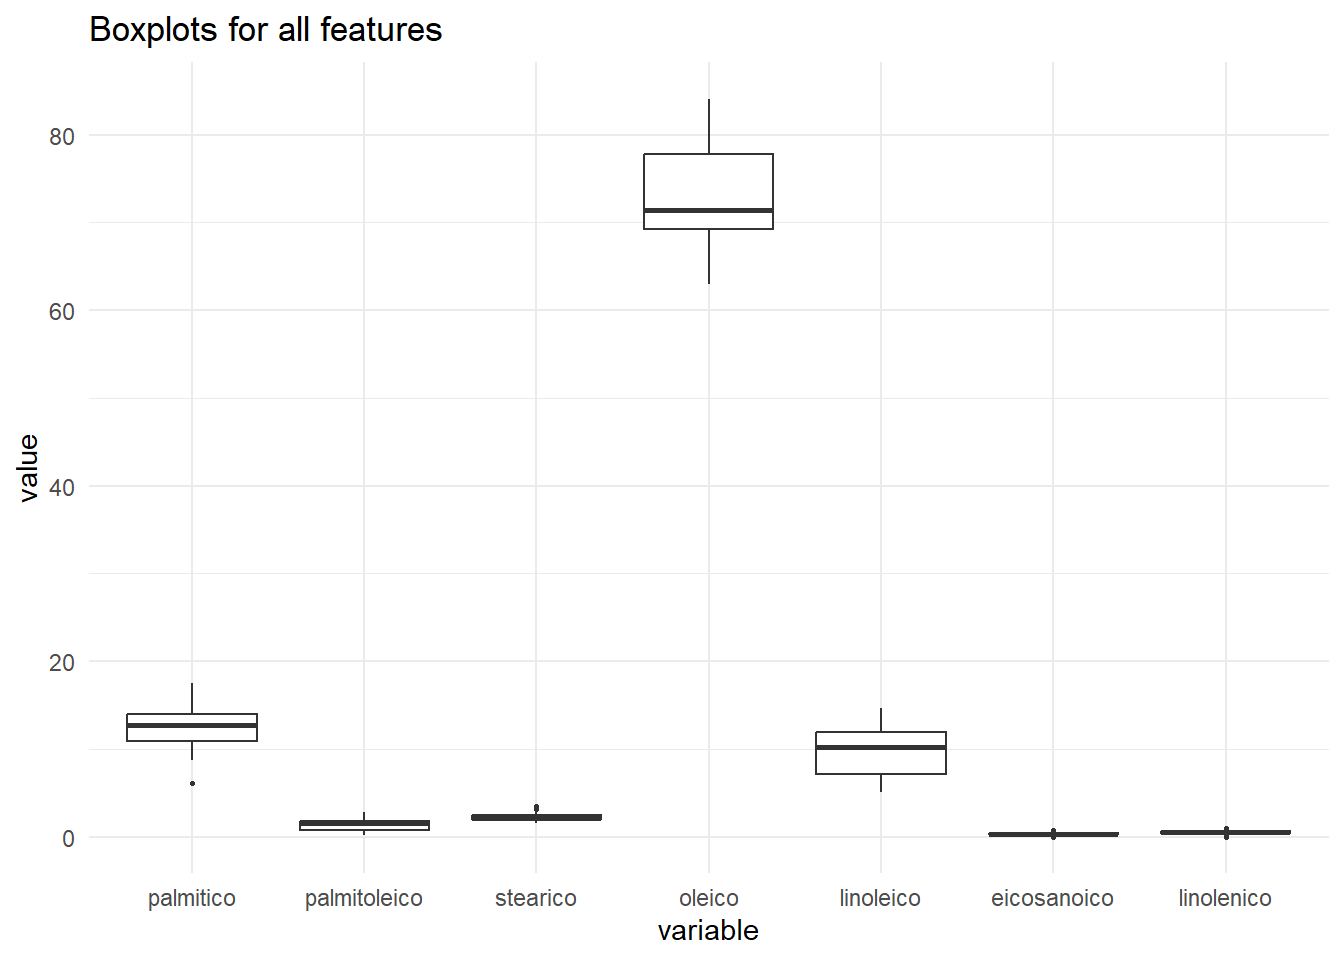 Boxplots for all features
80
60
40
20
0
value
palmitico palmitoleico stearico oleico linoleico eicosanoico linolenico
variable